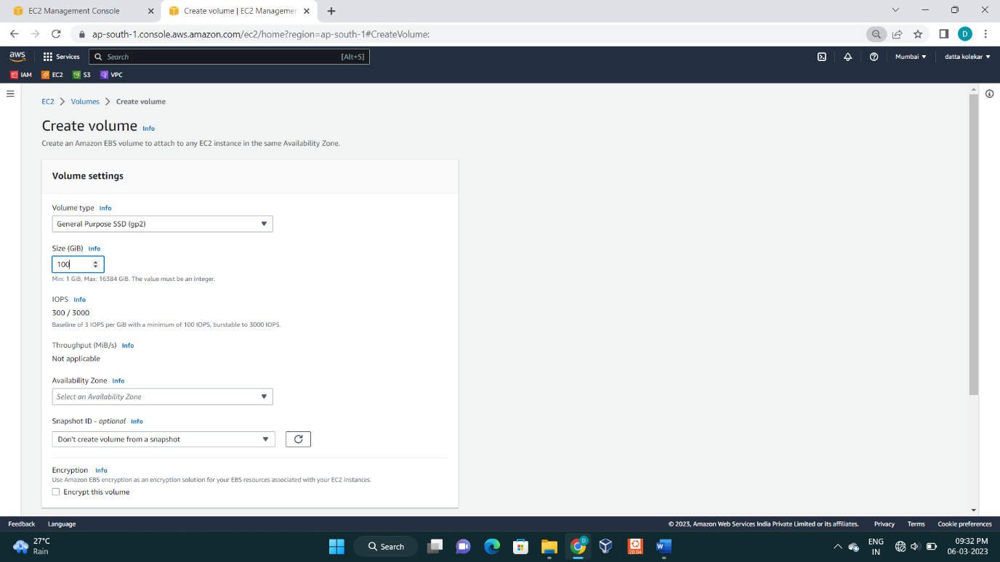 EC2 Management Console
Create volume | EC2 Managemen
ap-south-1.console.aws.amazon.com/ec2/home?region=ap-south-1#CreateVolume:
D
aws
Services
Search [Alt+S]
Mumbai
datta kolekar
IAM
EC2
S3
VPC
EC2 > Volumes > Create volume
Create volume Info
Create an Amazon EBS volume to attach to any EC2 instance in the same Availability Zone.
Volume settings
Volume type Info
General Purpose SSD (gp2)
Size (GiB) Info
100
Min: 1 GiB, Max: 16384 GiB. The value must be an integer.
IOPS Info
300 / 3000
Baseline of 3 IOPS per GiB with a minimum of 100 IOPS, burstable to 3000 IOPS.
Throughput (MiB/s) Info
Not applicable
Availability Zone Info
Select an Availability Zone
Snapshot ID - optional Info
Don't create volume from a snapshot
Encryption Info
Use Amazon EBS encryption as an encryption solution for your EBS resources associated with your EC2 instances.
Encrypt this volume
Feedback Language
© 2023, Amazon Web Services India Private Limited or its affiliates. Privacy Terms Cookie preferences
27°C
Rain
Search
D
20.04
W
ENG
IN
09:32 PM
06-03-2023